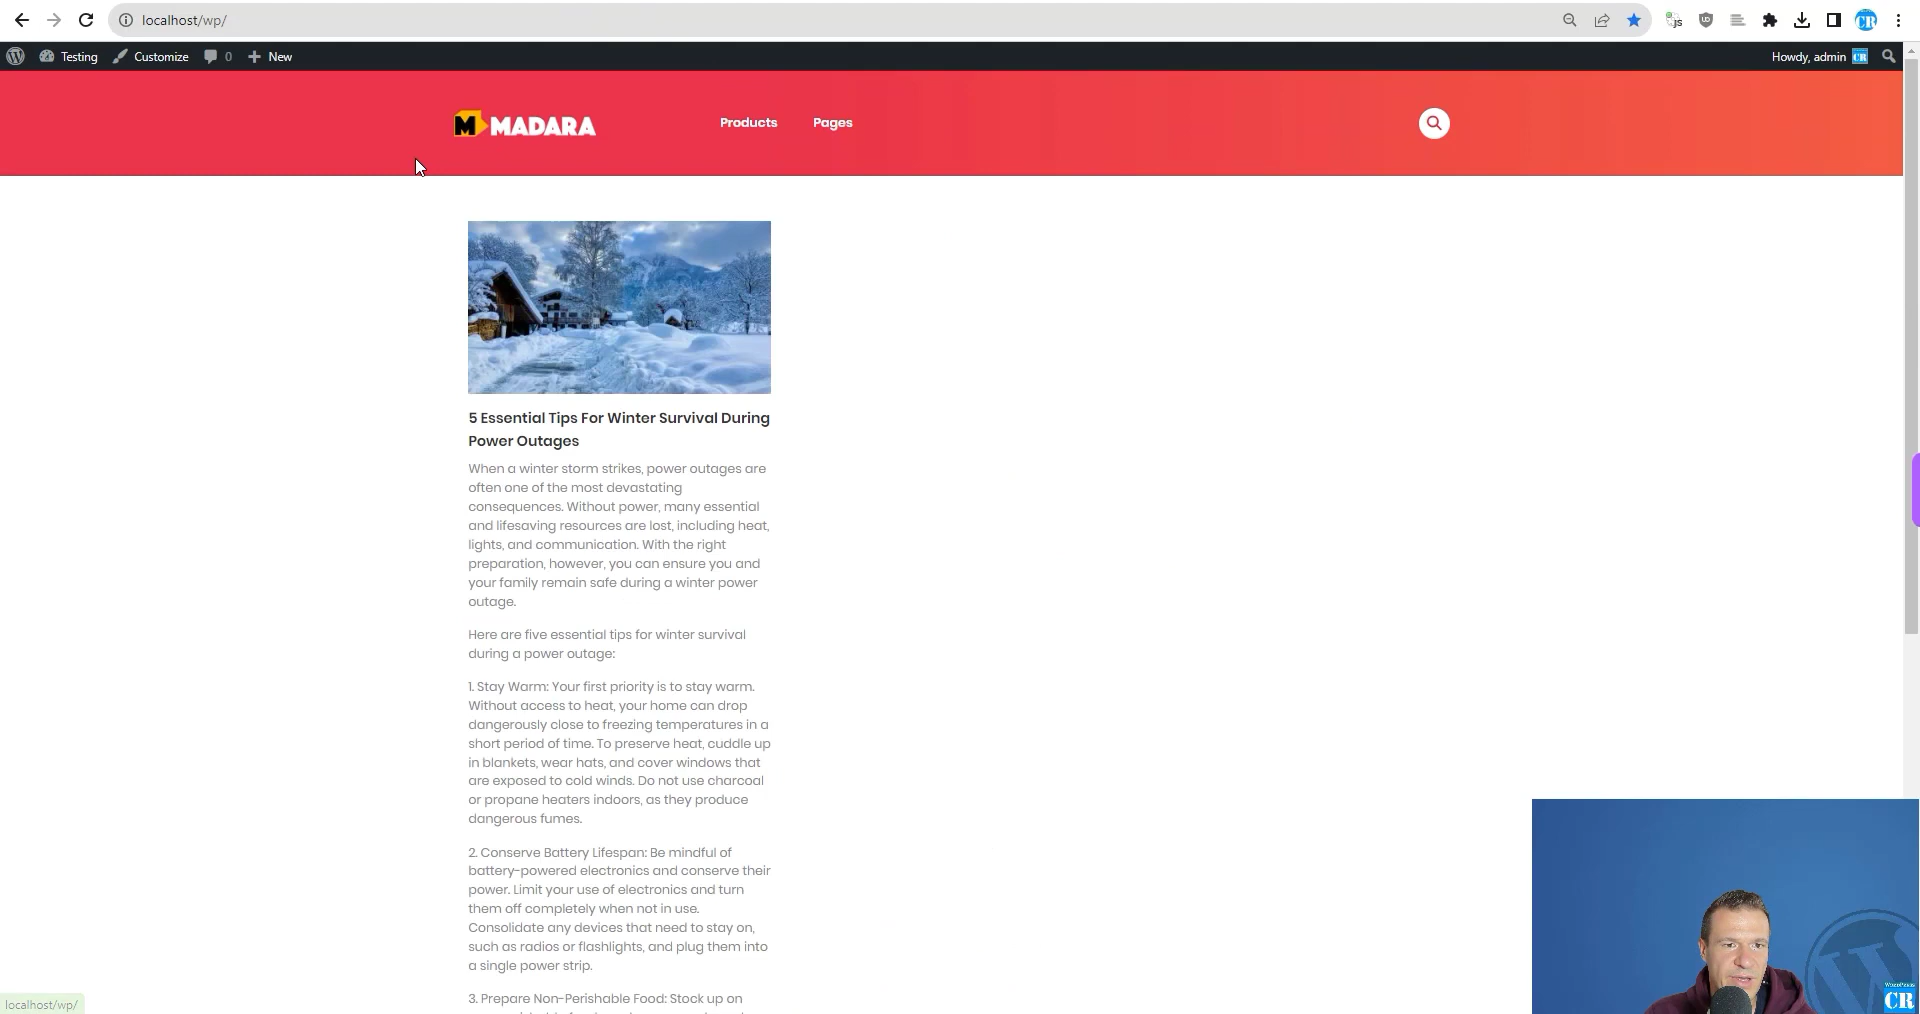 localhost/wp/
JS
UD
CR
Testing
Customize
0
New
Howdy, admin
CR
M MADARA
Products
Pages
5 Essential Tips For Winter Survival During
Power Outages
When a winter storm strikes, power outages are
often one of the most devastating
consequences. Without power, many essential
and lifesaving resources are lost, including heat,
lights, and communication. With the right
preparation, however, you can ensure you and
your family remain safe during a winter power
outage.
Here are five essential tips for winter survival
during a power outage:
1. Stay Warm: Your first priority is to stay warm.
Without access to heat, your home can drop
dangerously close to freezing temperatures in a
short period of time. To preserve heat, cuddle up
in blankets, wear hats, and cover windows that
are exposed to cold winds. Do not use charcoal
or propane heaters indoors, as they produce
dangerous fumes.
2. Conserve Battery Lifespan: Be mindful of
battery-powered electronics and conserve their
power. Limit your use of electronics and turn
them off completely when not in use.
Consolidate any devices that need to stay on,
such as radios or flashlights, and plug them into
a single power strip.
3. Prepare Non-Perishable Food: Stock up on
localhost/wp/
WORDPRESS
CR